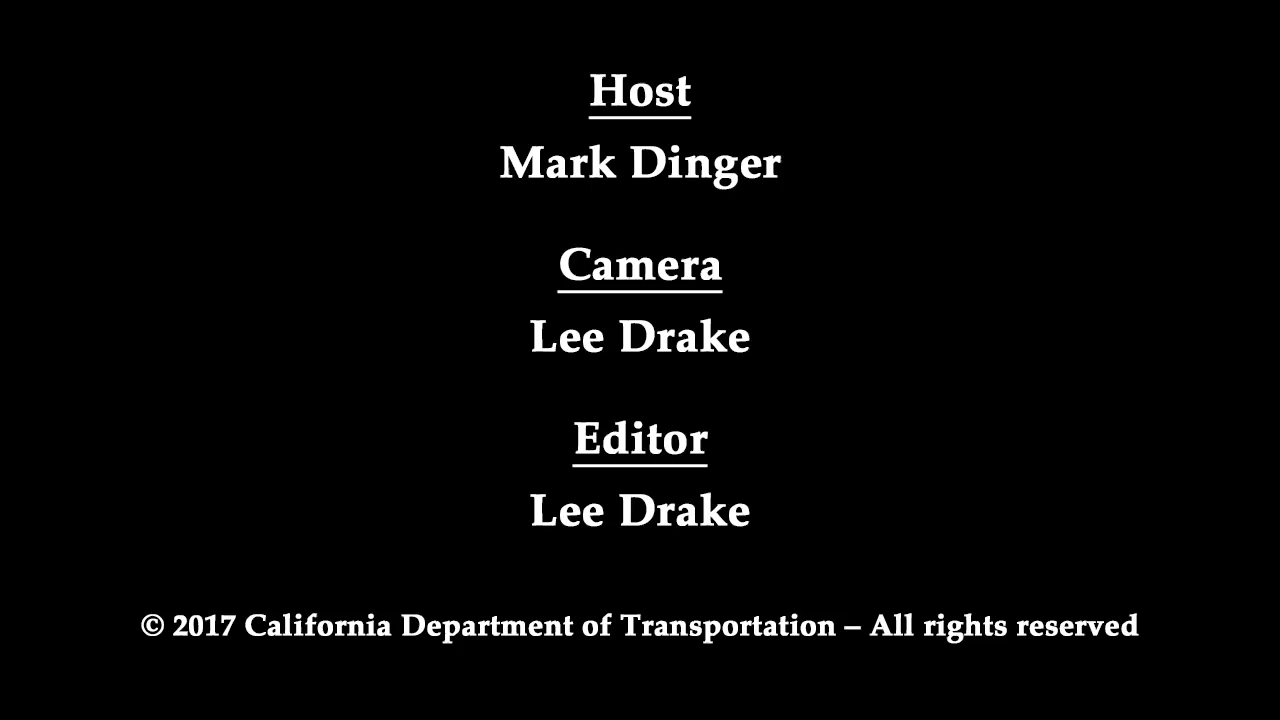 Host
Mark Dinger
Camera
Lee Drake
Editor
Lee Drake
© 2017 California Department of Transportation – All rights reserved